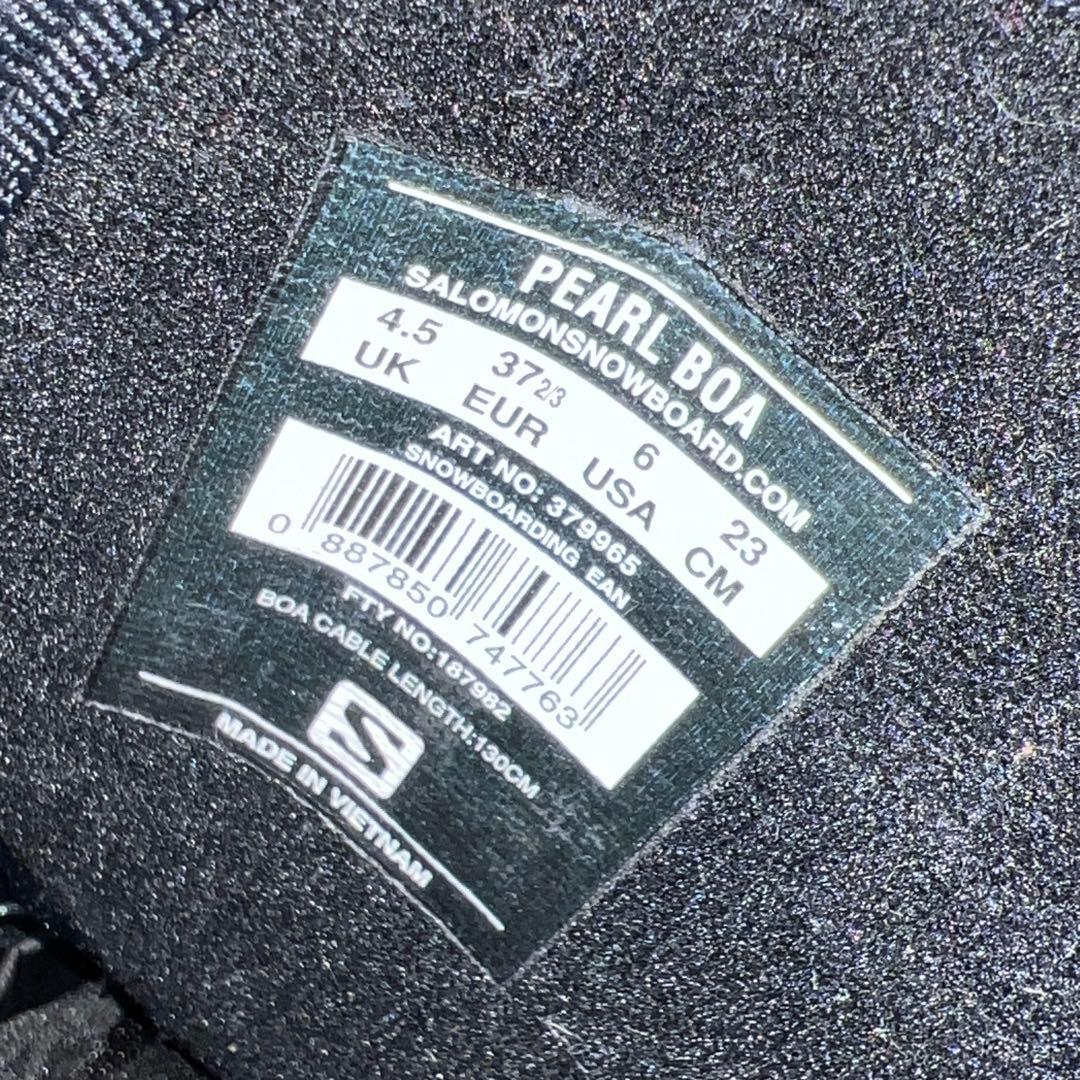 PEARL BOA
SALOMONSNOWBOARD.COM
4.5 37 2/3 6 23
UK EUR USA CM
ART NO: 379965
SNOWBOARDING EAN
0 887850 747763
FTY NO:187982
BOA CABLE LENGTH:130CM
S
MADE IN VIETNAM